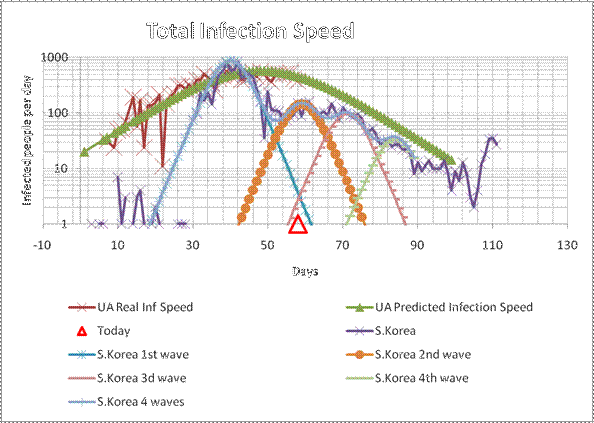 Total Infection Speed
Infected people per day
1000
100
10
1
-10 10 30 50 70 90 110 130
Days
UA Real Inf Speed
UA Predicted Infection Speed
Today
S.Korea
S.Korea 1st wave
S.Korea 2nd wave
S.Korea 3d wave
S.Korea 4th wave
S.Korea 4 waves